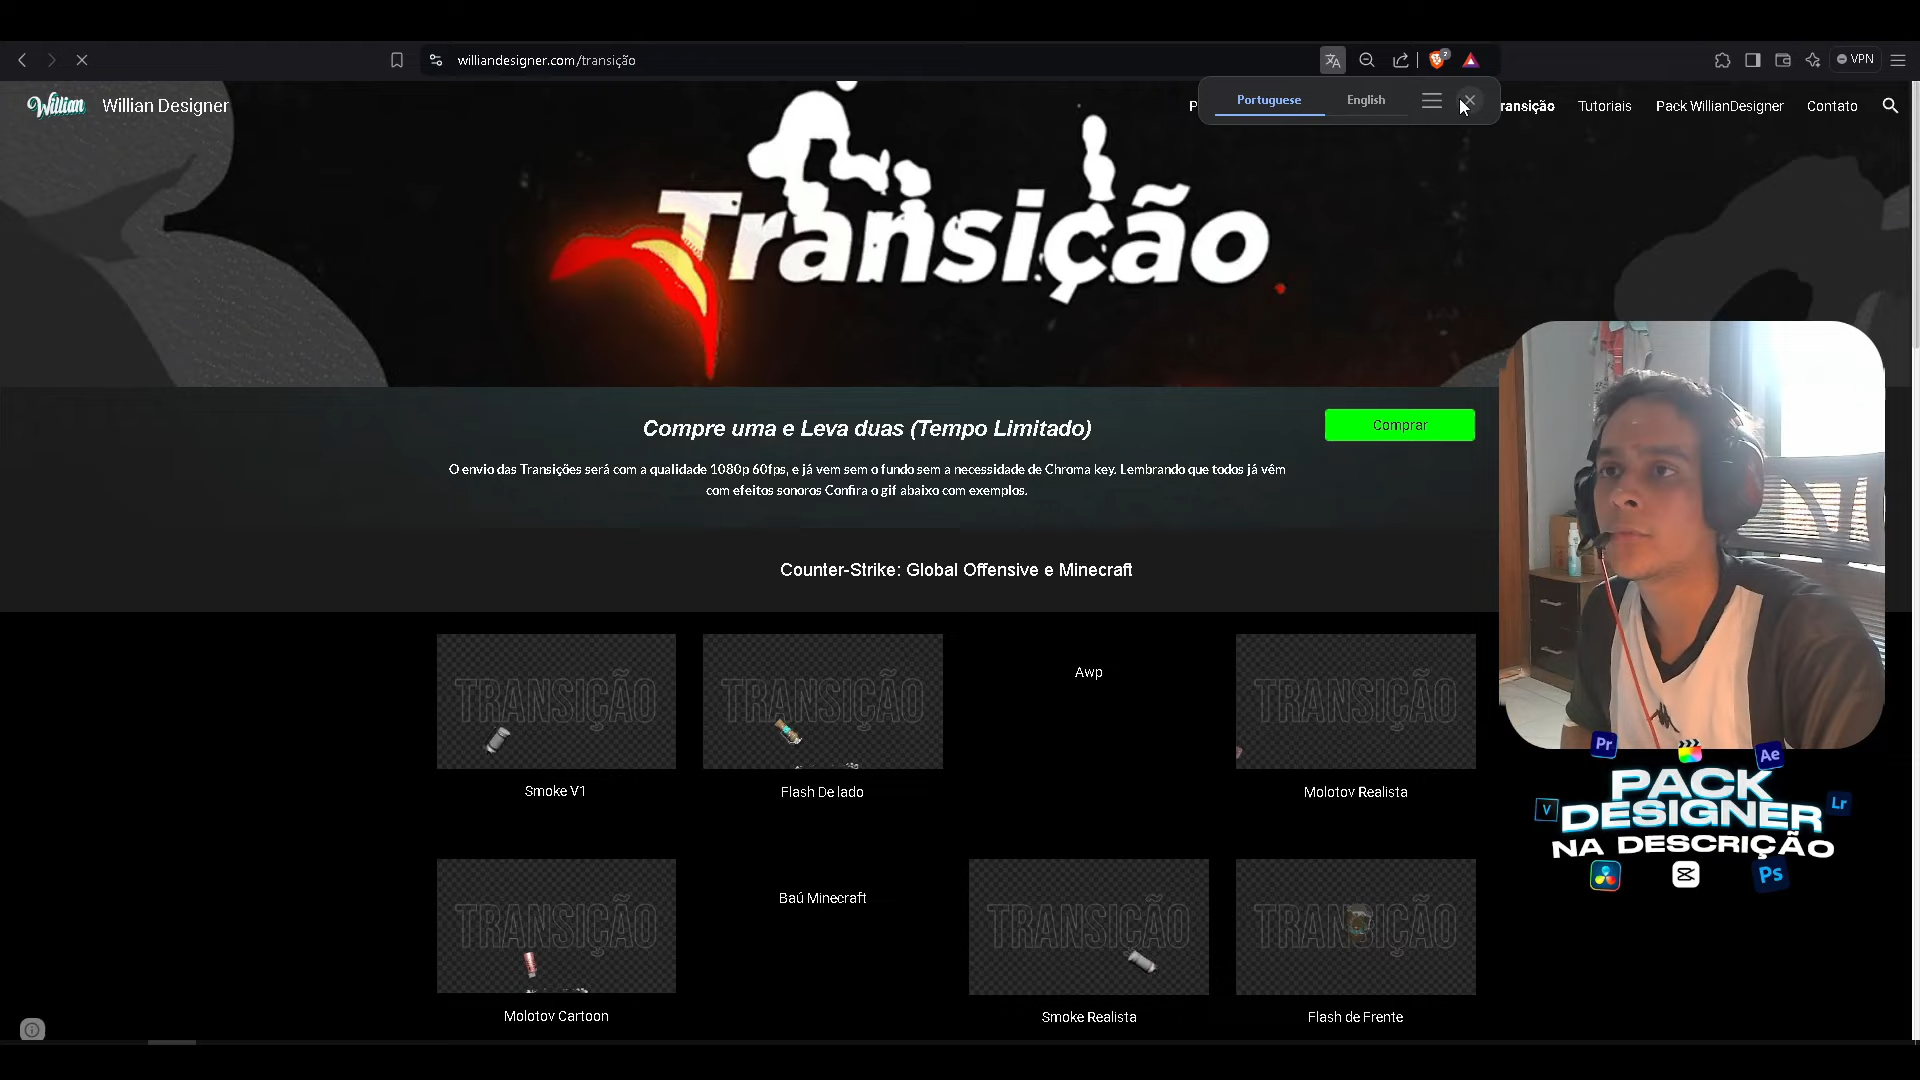 williandesigner.com/transição
2
VPN
Portuguese
English
Willian
Willian Designer
P
ransição
Tutoriais
Pack WillianDesigner
Contato
Transição
Compre uma e Leva duas (Tempo Limitado)
Comprar
O envio das Transições será com a qualidade 1080p 60fps, e já vem sem o fundo sem a necessidade de Chroma key. Lembrando que todos já vêm
com efeitos sonoros Confira o gif abaixo com exemplos.
Counter-Strike: Global Offensive e Minecraft
TRANSIÇÃO
TRANSIÇÃO
Awp
TRANSIÇÃO
Smoke V1
Flash De lado
Molotov Realista
TRANSIÇÃO
Baú Minecraft
TRANSIÇÃO
TRANSIÇÃO
Molotov Cartoon
Smoke Realista
Flash de Frente
Pr
Ae
PACK
Lr
V
DESIGNER
NA DESCRIÇÃO
Ps